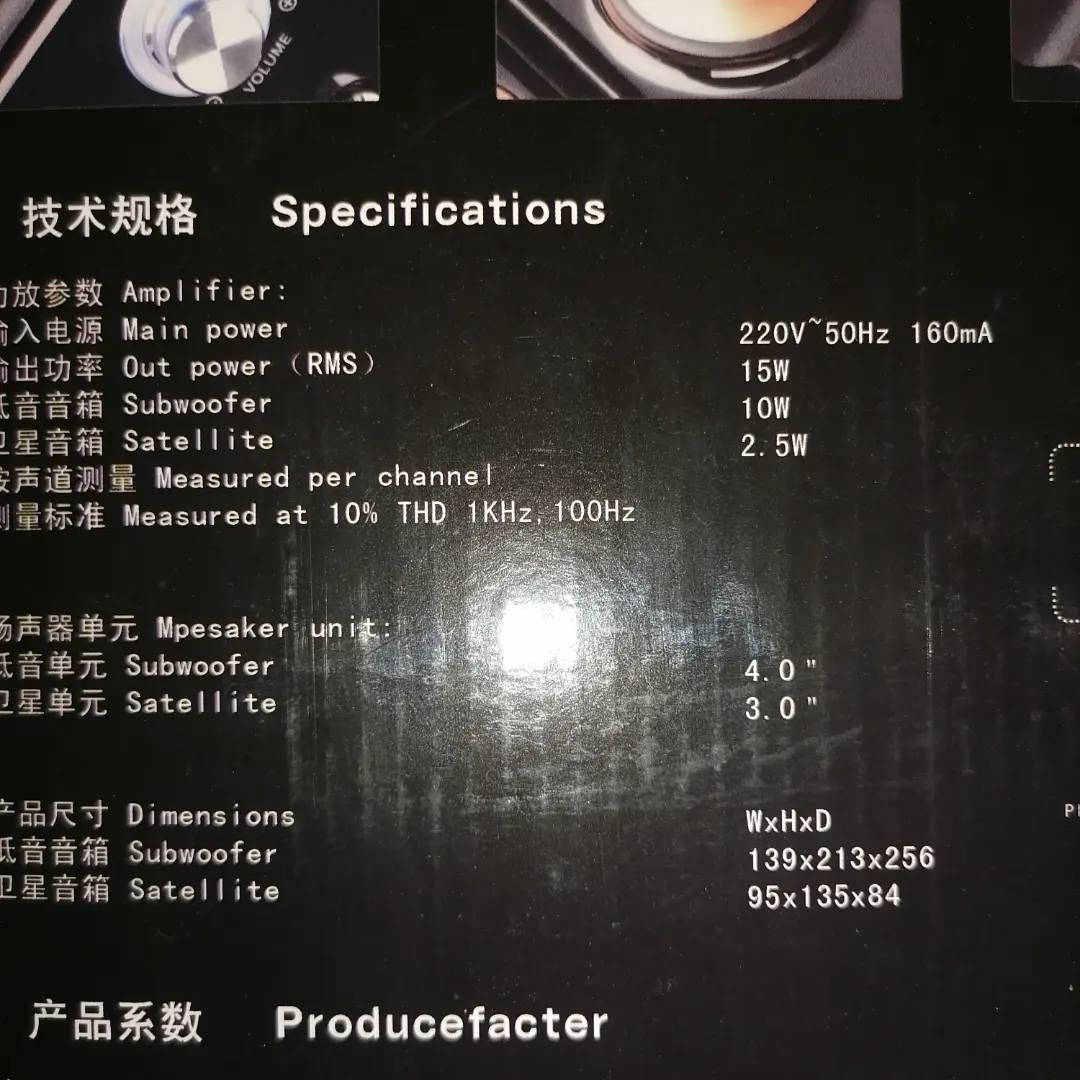 VOLUME
技术规格 Specifications
放参数 Amplifier:
入电源 Main power 220V~50Hz 160mA
出功率 Out power（RMS） 15W
音音箱 Subwoofer 10W
星音箱 Satellite 2.5W
声道测量 Measured per channel
量标准 Measured at 10% THD 1KHz,100Hz
声器单元 Mpesaker unit:
音单元 Subwoofer 4.0"
星单元 Satellite 3.0"
产品尺寸 Dimensions WxHxD
音音箱 Subwoofer 139x213x256
星音箱 Satellite 95x135x84
产品系数 Producefacter